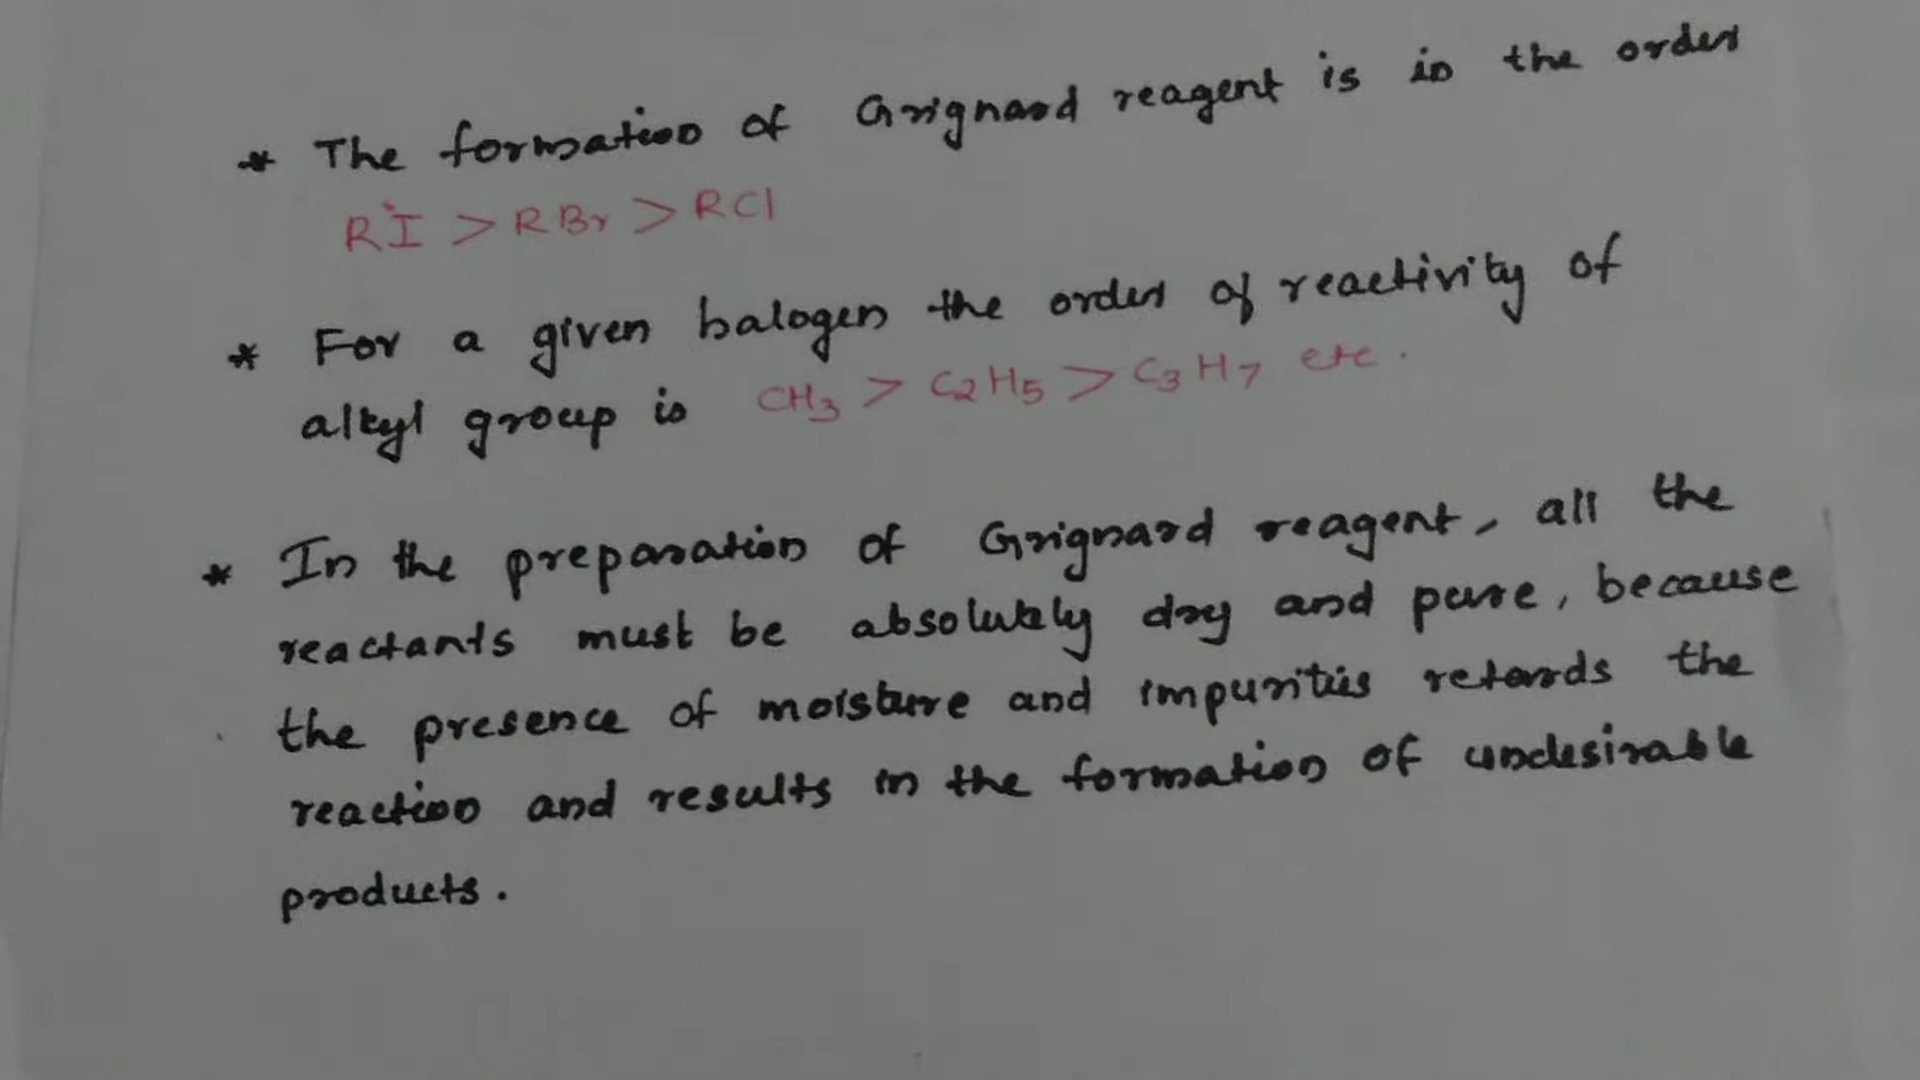 * The formation of Grignard reagent is in the order
RI > RBr > RCl
* For a given halogen the order of reactivity of
alkyl group is CH3 > C2H5 > C3H7 etc.
* In the preparation of Grignard reagent, all the
reactants must be absolutely dry and pure, because
the presence of moisture and impurities retards the
reaction and results in the formation of undesirable
products.